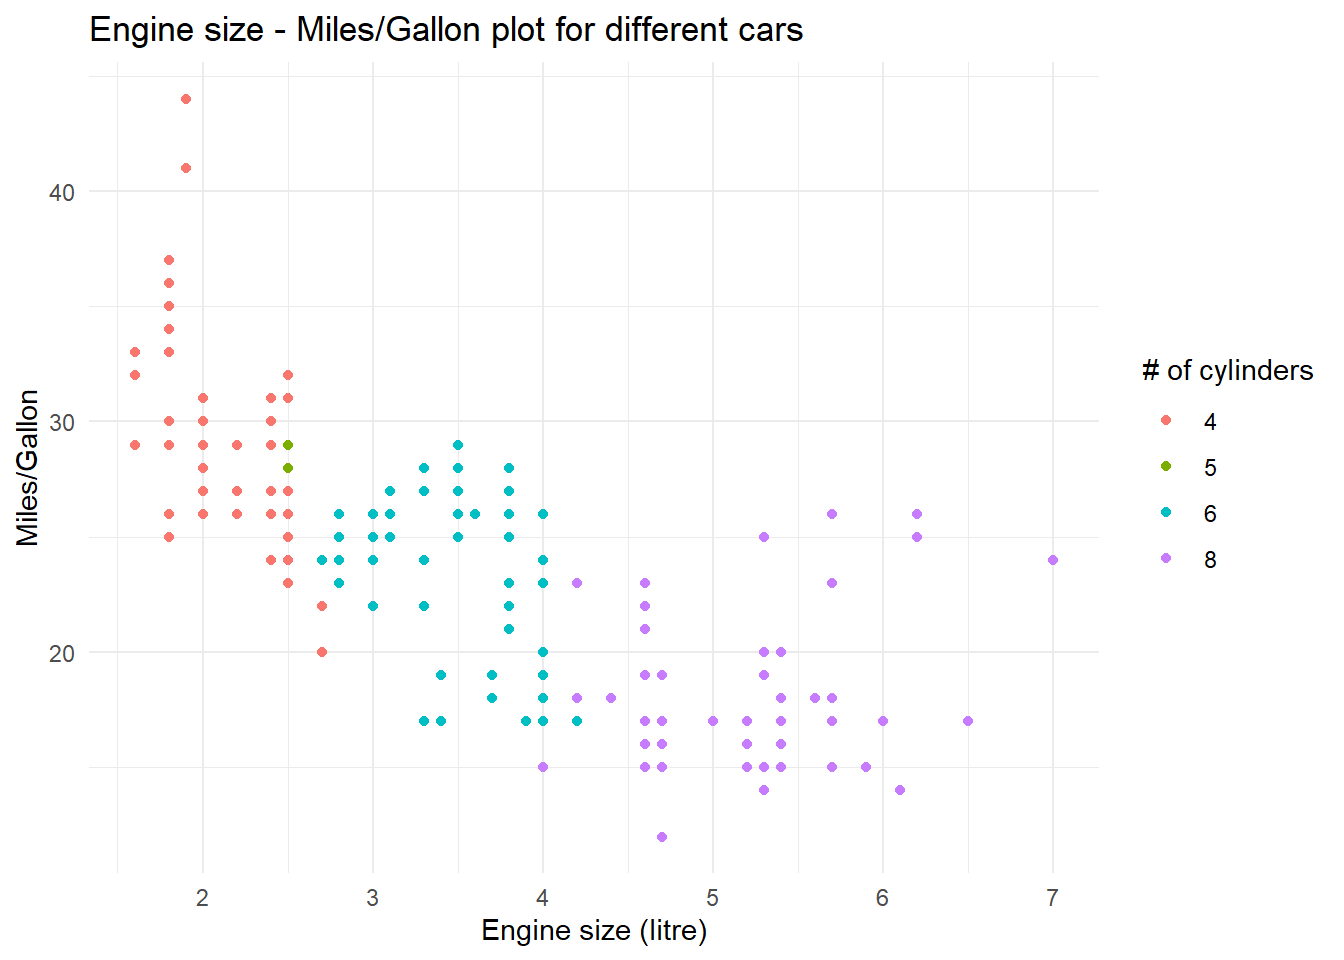 Engine size - Miles/Gallon plot for different cars
Miles/Gallon
40
30
20
2 3 4 5 6 7
Engine size (litre)
# of cylinders
4
5
6
8